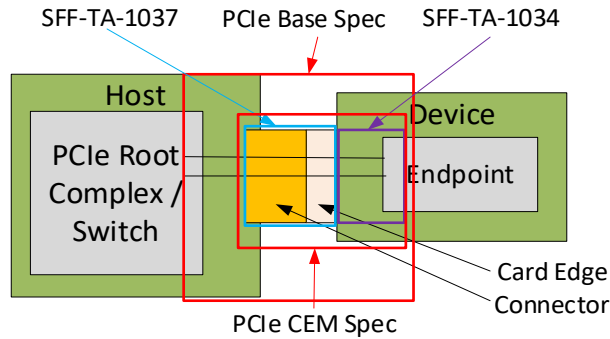 SFF-TA-1037
PCIe Base Spec
SFF-TA-1034
Host
Device
PCIe Root
Complex /
Switch
Endpoint
Card Edge
Connector
PCIe CEM Spec